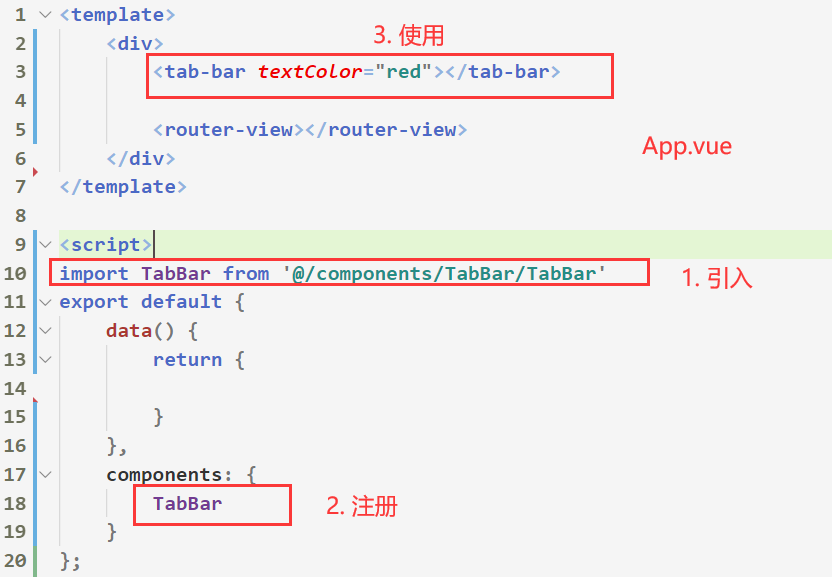 1 <template>
2 <div>
3. 使用
3 <tab-bar textColor="red"></tab-bar>
4
5 <router-view></router-view>
App.vue
6 </div>
7 </template>
8
9 <script>
10 import TabBar from '@/components/TabBar/TabBar'
1. 引入
11 export default {
12 data() {
13 return {
14
15 }
16 },
17 components: {
18 TabBar
2. 注册
19 }
20 };